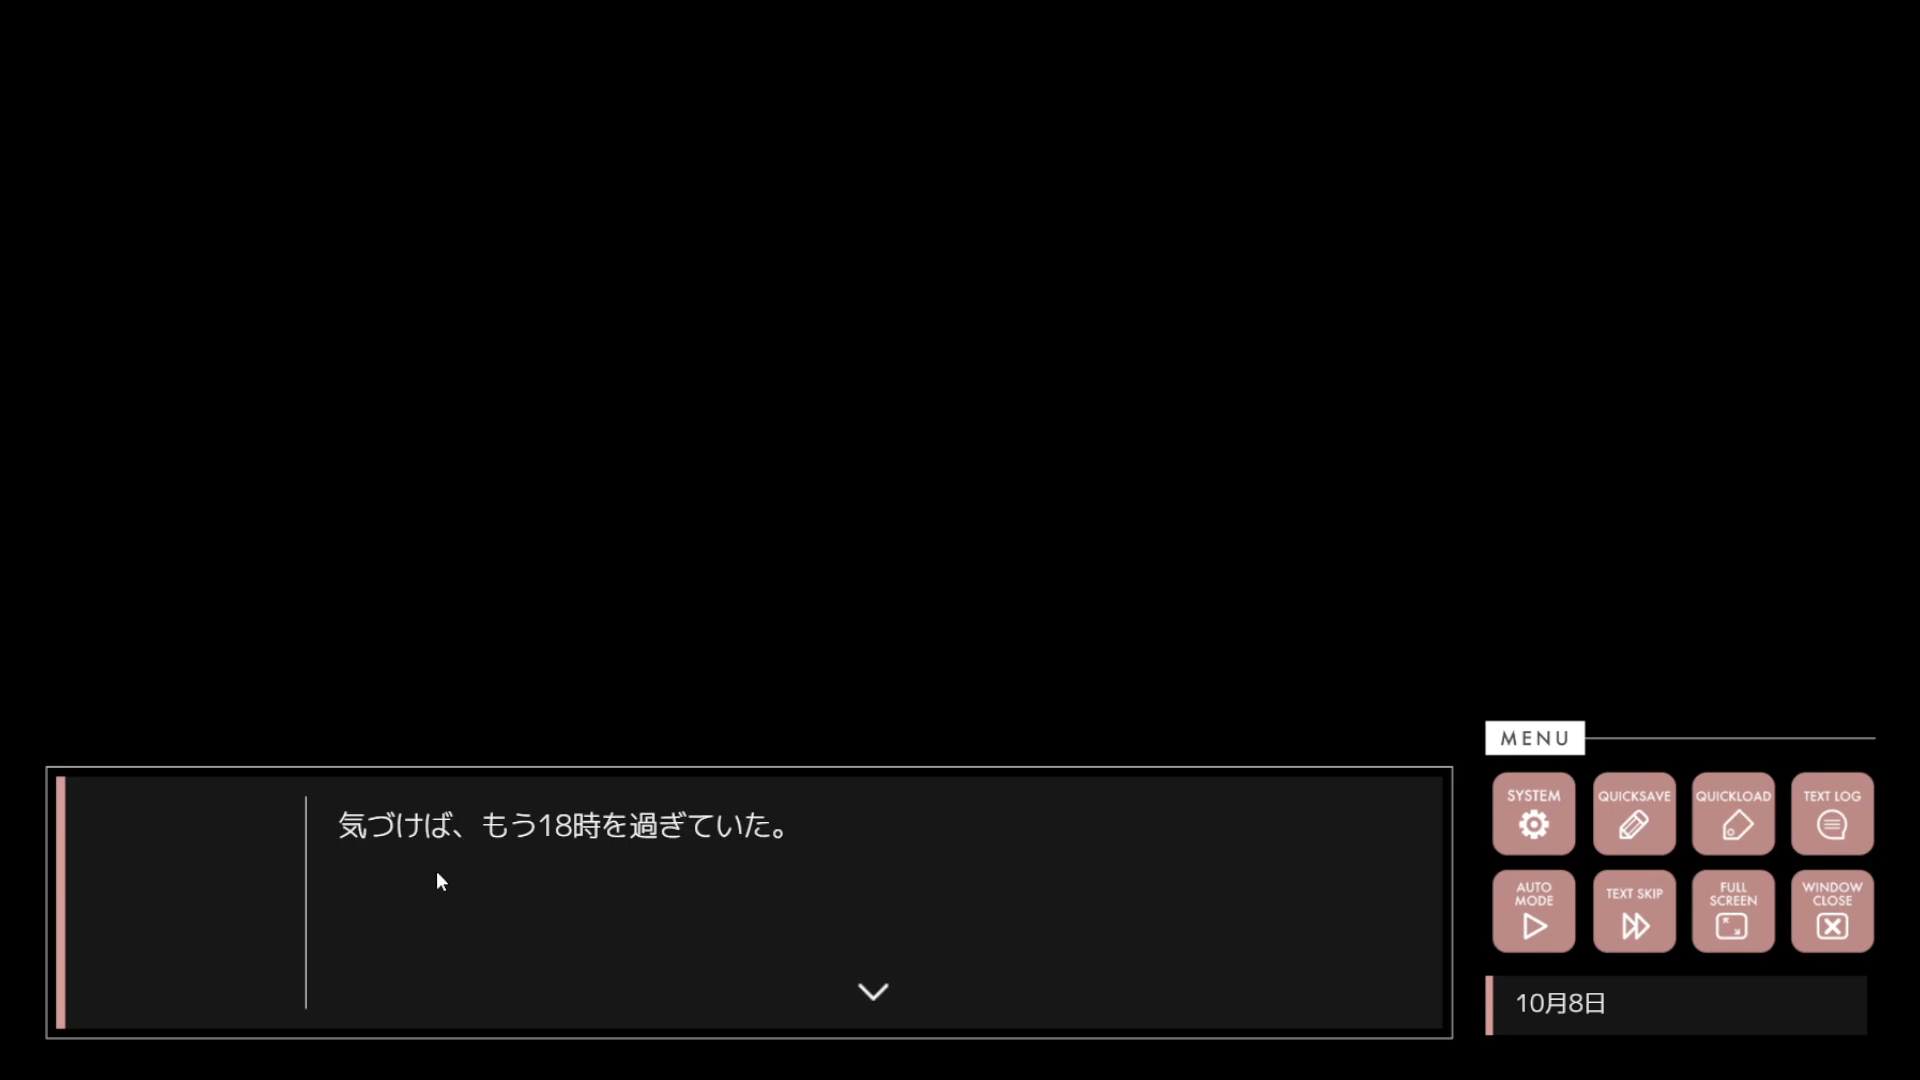 MENU
SYSTEM
QUICKSAVE
QUICKLOAD
TEXT LOG
気づけば、もう18時を過ぎていた。
AUTO
MODE
TEXT SKIP
FULL
SCREEN
WINDOW
CLOSE
10月8日